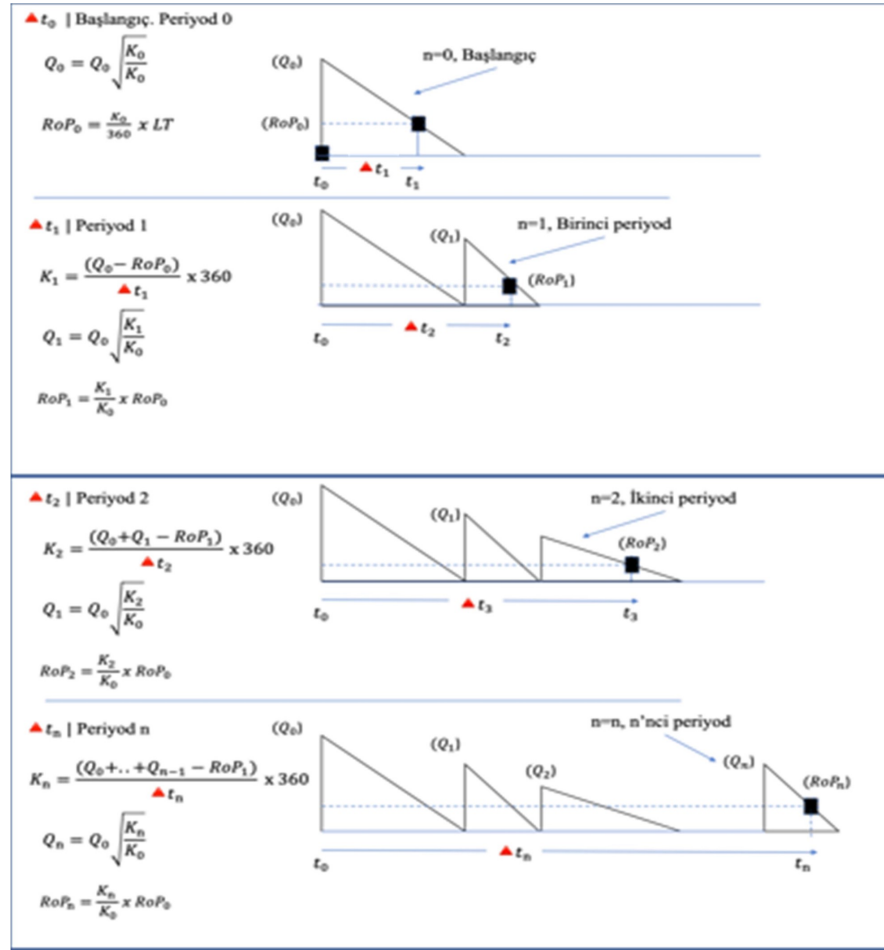 ▲t₀ | Başlangıç. Periyod 0
Q₀ = Q₀ √(K₀/K₀)
RoP₀ = K₀/360 x LT
(Q₀)
n=0, Başlangıç
(RoP₀)
▲t₁
t₀ t₁
▲t₁ | Periyod 1
K₁ = (Q₀− RoP₀)/▲t₁ x 360
Q₁ = Q₀ √(K₁/K₀)
RoP₁ = K₁/K₀ x RoP₀
(Q₀)
(Q₁)
n=1, Birinci periyod
(RoP₁)
▲t₂
t₀ t₂
▲t₂ | Periyod 2
K₂ = (Q₀+Q₁ − RoP₁)/▲t₂ x 360
Q₁ = Q₀ √(K₂/K₀)
RoP₂ = K₂/K₀ x RoP₀
(Q₀)
(Q₁)
n=2, İkinci periyod
(RoP₂)
▲t₃
t₀ t₃
▲tₙ | Periyod n
Kₙ = (Q₀+..+Qₙ₋₁ − RoP₁)/▲tₙ x 360
Qₙ = Q₀ √(Kₙ/K₀)
RoPₙ = Kₙ/K₀ x RoP₀
(Q₀)
(Q₁)
(Q₂)
n=n, n'nci periyod
(Qₙ)
(RoPₙ)
▲tₙ
t₀ tₙ